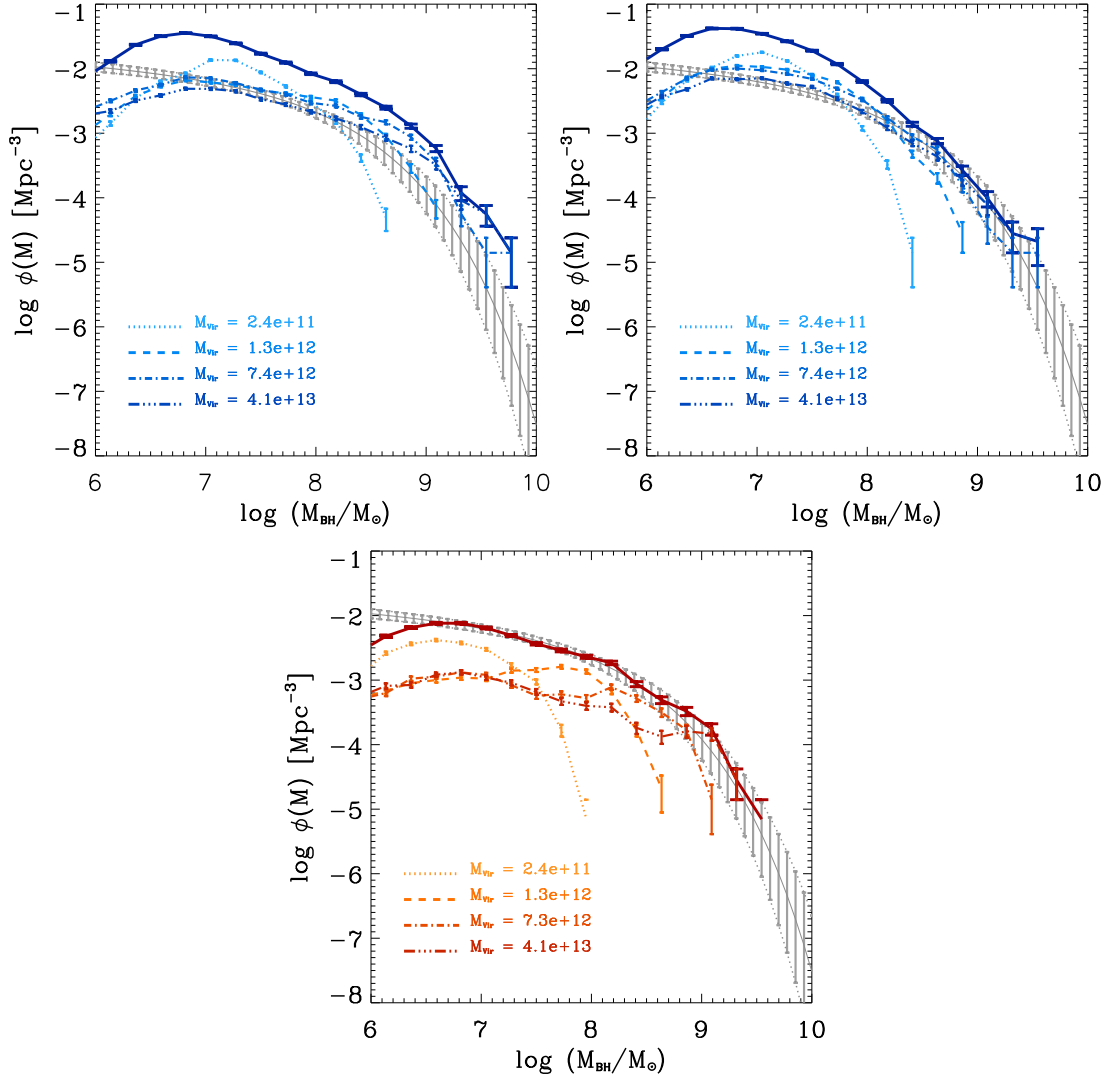 −1
−2
−3
−4
−5
−6
−7
−8
log ϕ(M) [Mpc⁻³]
M_Vir = 2.4e+11
M_Vir = 1.3e+12
M_Vir = 7.4e+12
M_Vir = 4.1e+13
6 7 8 9 10
log (M_BH/M_⊙)
−1
−2
−3
−4
−5
−6
−7
−8
log ϕ(M) [Mpc⁻³]
M_Vir = 2.4e+11
M_Vir = 1.3e+12
M_Vir = 7.4e+12
M_Vir = 4.1e+13
6 7 8 9 10
log (M_BH/M_⊙)
−1
−2
−3
−4
−5
−6
−7
−8
log ϕ(M) [Mpc⁻³]
M_Vir = 2.4e+11
M_Vir = 1.3e+12
M_Vir = 7.3e+12
M_Vir = 4.1e+13
6 7 8 9 10
log (M_BH/M_⊙)